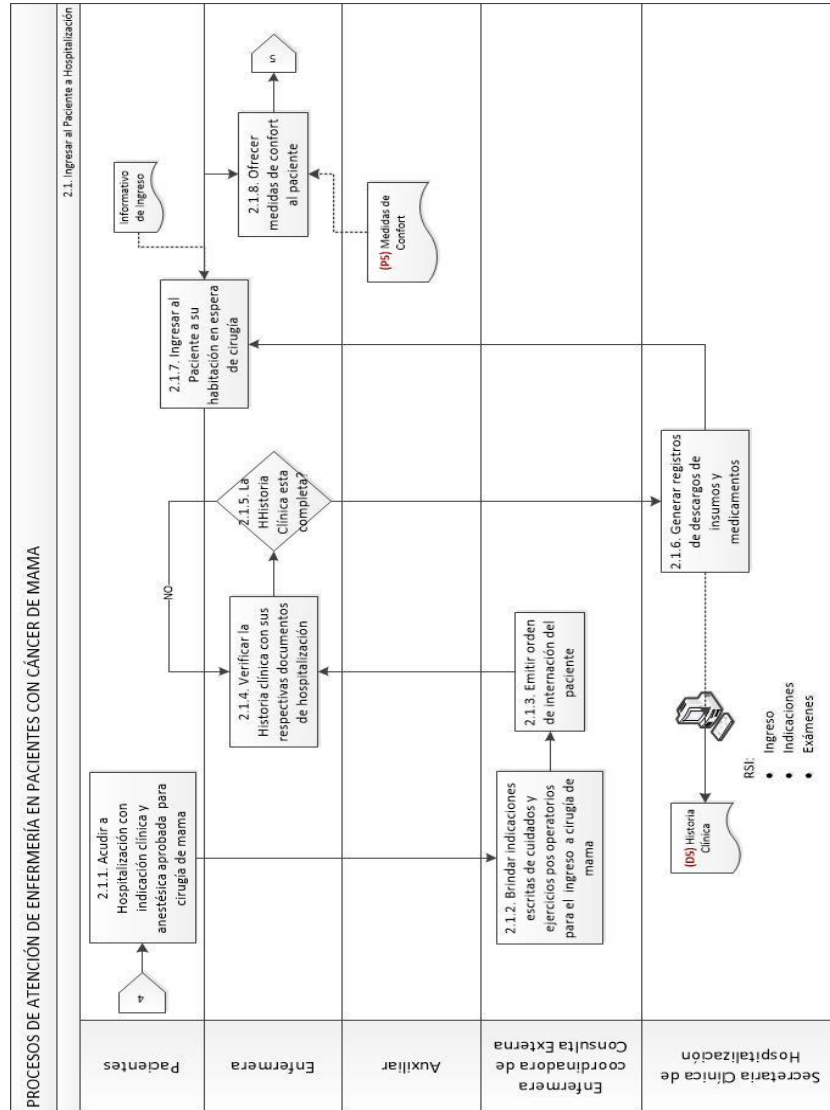 PROCESOS DE ATENCIÓN DE ENFERMERÍA EN PACIENTES CON CÁNCER DE MAMA
2.1. Ingresar al Paciente a Hospitalización
Pacientes
4
2.1.1. Acudir a
Hospitalización con
indicación clínica y
anestésica aprobada para
cirugía de mama
Enfermera
2.1.4. Verificar la
Historia clínica con sus
respectivas documentos
de hospitalización
NO
2.1.5. La
HHistoria
Clínica esta
completa?
2.1.7. Ingresar al
Paciente a su
habitación en espera
de cirugía
Informativo
de Ingreso
2.1.8. Ofrecer
medidas de confort
al paciente
5
Auxiliar
(PS) Medidas de
Confort
Enfermera
coordinadora de
Consulta Externa
2.1.2. Brindar indicaciones
escritas de cuidados y
ejercicios pos operatorios
para el ingreso a cirugía de
mama
2.1.3. Emitir orden
de internación del
paciente
Secretaria Clínica de
Hospitalización
(DS) Historia
Clínica
RSI:
• Ingreso
• Indicaciones
• Exámenes
2.1.6. Generar registros
de descargos de
insumos y
medicamentos